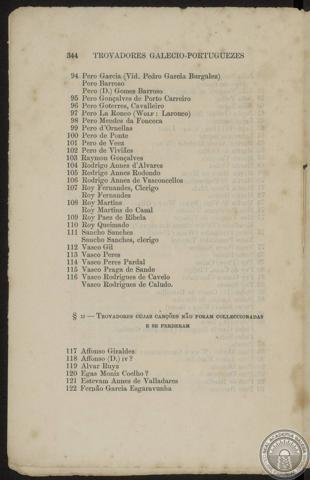 344 TROVADORES GALECIO-PORTUGUEZES
94 Pero Garcia (Vid. Pedro Garcia Burgalez)
Pero Barroso
Pero (D.) Gomes Barroso
95 Pero Gonçalves de Porto Carreiro
96 Pero Goterres, Cavalleiro
97 Pero La Ronco (WOLF: Laronco)
98 Pero Mendes da Fonceca
99 Pero d'Ornellas
100 Pero de Ponte
101 Pero de Veez
102 Pero de Viviães
103 Raymon Gonçalves
104 Rodrigo Annes d'Alvares
105 Rodrigo Annes Redondo
106 Rodrigo Annes de Vasconcellos
107 Roy Fernandes, Clerigo
Roy Fernandes
108 Roy Martins
Roy Martins do Casal
109 Roy Paes de Ribela
110 Roy Queimado
111 Sancho Sanches
Sancho Sanches, clerigo
112 Vasco Gil
113 Vasco Peres
114 Vasco Peres Pardal
115 Vasco Praga de Sande
116 Vasco Rodrigues de Cavelo
Vasco Rodrigues de Caludo.
§ II — TROVADORES CUJAS CANÇÕES NÃO FORAM COLLECCIONADAS
E SE PERDERAM
117 Affonso Giraldes
118 Affonso (D.) IV?
119 Alvar Ruys
120 Egas Moniz Coelho?
121 Estevam Annes de Valladares
122 Fernão Garcia Esgaravunha